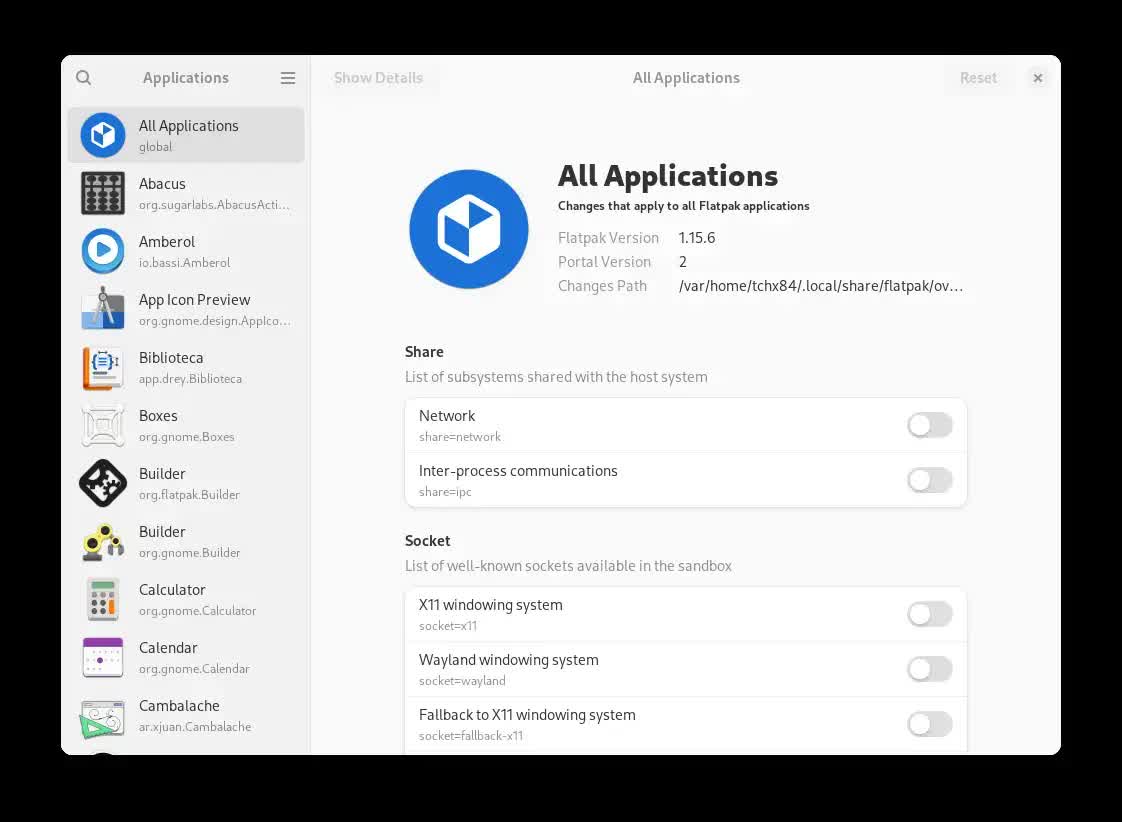 Applications
Show Details
All Applications
Reset
All Applications
global
Abacus
org.sugarlabs.AbacusActi...
Amberol
io.bassi.Amberol
App Icon Preview
org.gnome.design.AppIco...
Biblioteca
app.drey.Biblioteca
Boxes
org.gnome.Boxes
Builder
org.flatpak.Builder
Builder
org.gnome.Builder
Calculator
org.gnome.Calculator
Calendar
org.gnome.Calendar
Cambalache
ar.xjuan.Cambalache
All Applications
Changes that apply to all Flatpak applications
Flatpak Version 1.15.6
Portal Version 2
Changes Path /var/home/tchx84/.local/share/flatpak/ov...
Share
List of subsystems shared with the host system
Network
share=network
Inter-process communications
share=ipc
Socket
List of well-known sockets available in the sandbox
X11 windowing system
socket=x11
Wayland windowing system
socket=wayland
Fallback to X11 windowing system
socket=fallback-x11